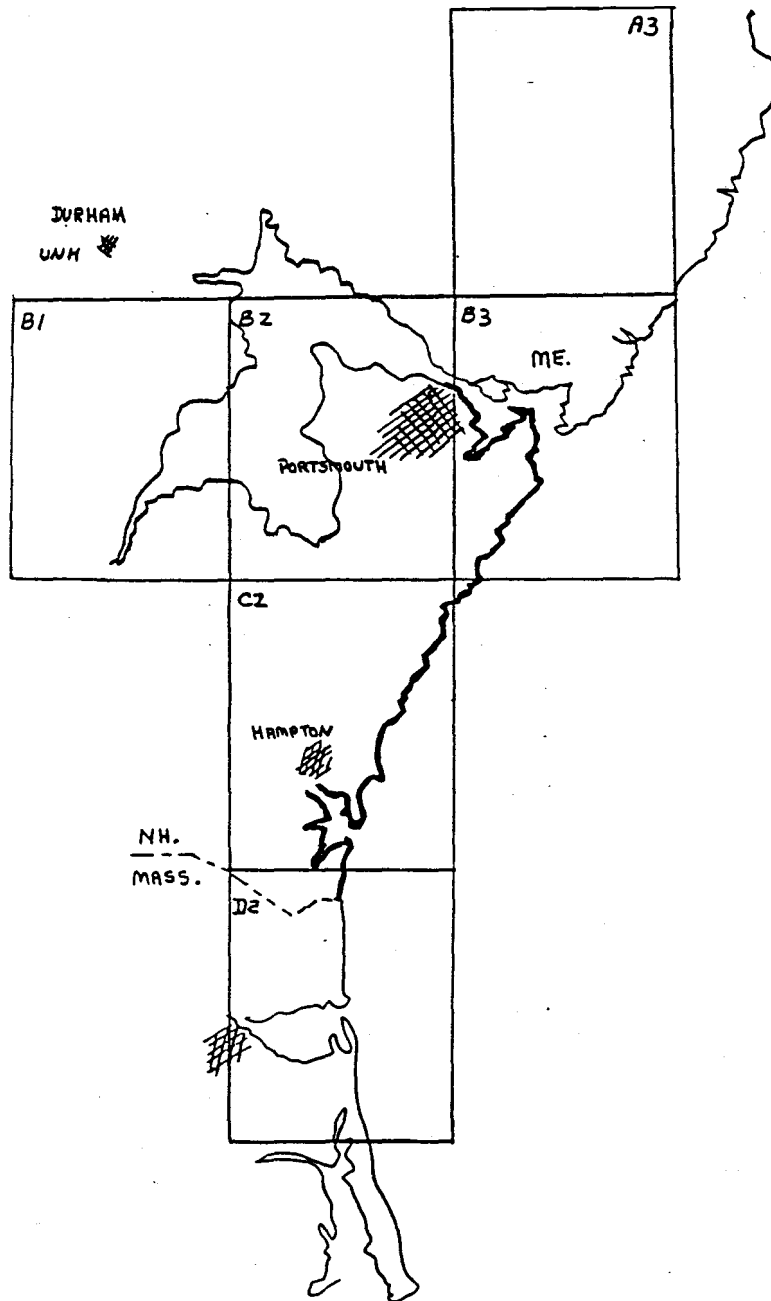 A3
DURHAM
UNH
B1
B2
B3
ME.
PORTSMOUTH
C2
HAMPTON
NH.
MASS.
D2